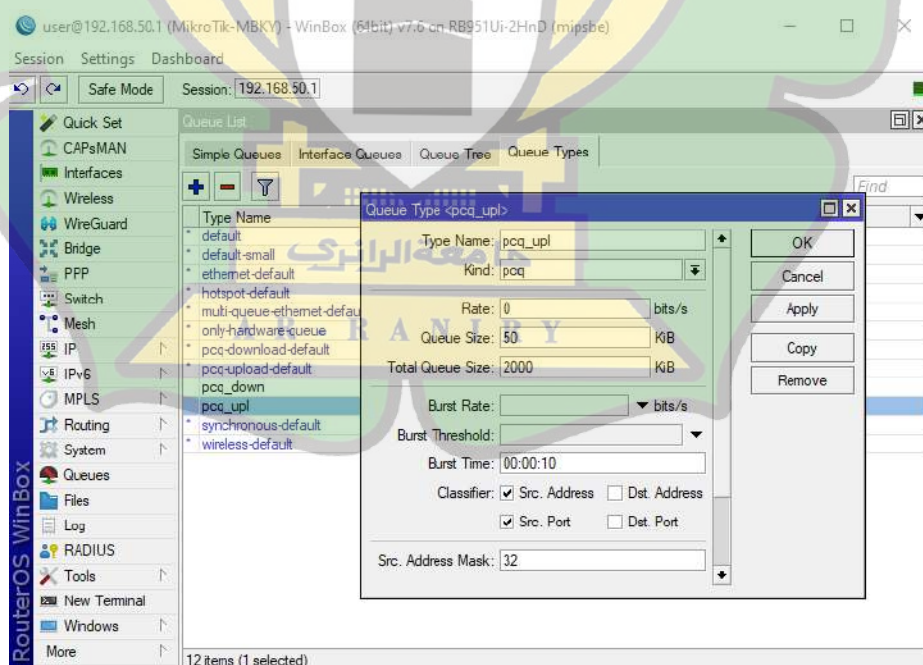 user@192.168.50.1 (MikroTik-MBKY) - WinBox (64bit) v7.6 on RB951Ui-2HnD (mipsbe)
Session Settings Dashboard
Safe Mode Session: 192.168.50.1
Quick Set
CAPsMAN
Interfaces
Wireless
WireGuard
Bridge
PPP
Switch
Mesh
IP
IPv6
MPLS
Routing
System
Queues
Files
Log
RADIUS
Tools
New Terminal
Windows
More
RouterOS WinBox
Queue List
Simple Queues Interface Queues Queue Tree Queue Types
Find
Type Name
* default
* default-small
* ethernet-default
* hotspot-default
* multi-queue-ethernet-defau
* only-hardware-queue
* pcq-download-default
* pcq-upload-default
pcq_down
pcq_upl
* synchronous-default
* wireless-default
12 items (1 selected)
Queue Type <pcq_upl>
Type Name: pcq_upl
Kind: pcq
Rate: 0 bits/s
Queue Size: 50 KiB
Total Queue Size: 2000 KiB
Burst Rate: bits/s
Burst Threshold:
Burst Time: 00:00:10
Classifier: Src. Address Dst. Address
Src. Port Dst. Port
Src. Address Mask: 32
OK
Cancel
Apply
Copy
Remove
جامعة الرانري